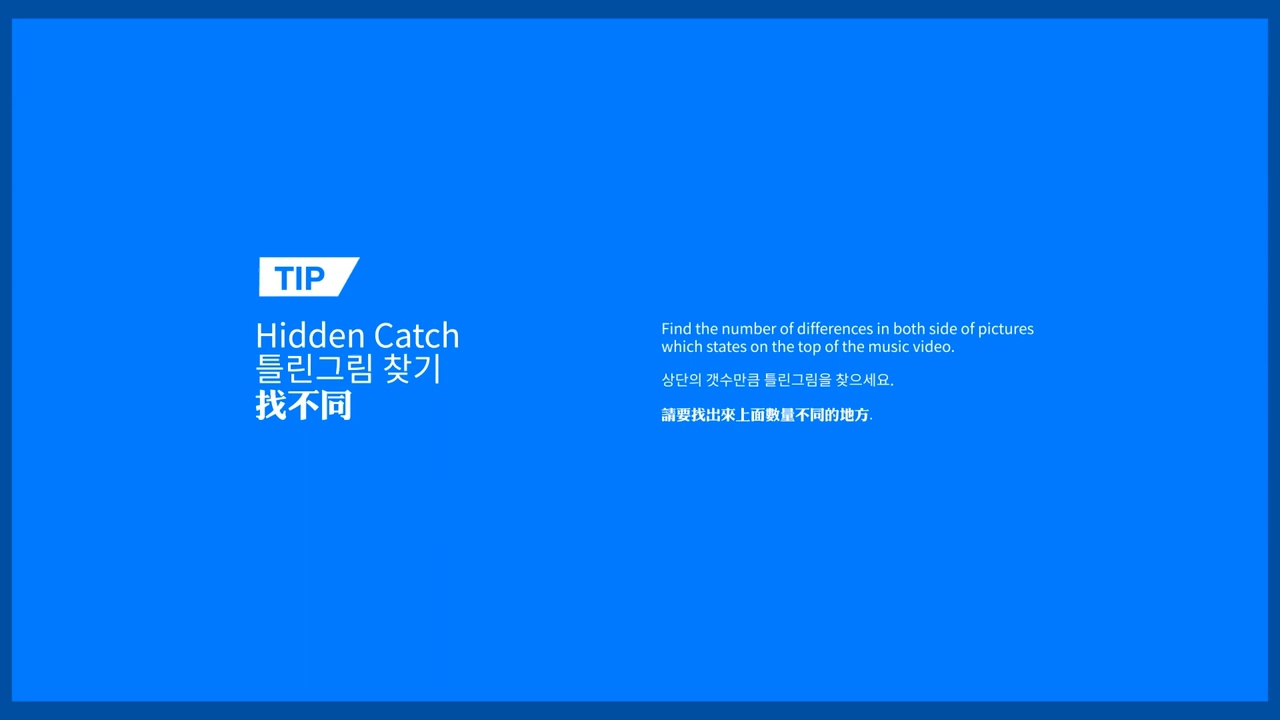 TIP
Hidden Catch
틀린그림 찾기
找不同
Find the number of differences in both side of pictures
which states on the top of the music video.
상단의 갯수만큼 틀린그림을 찾으세요.
請要找出來上面數量不同的地方.